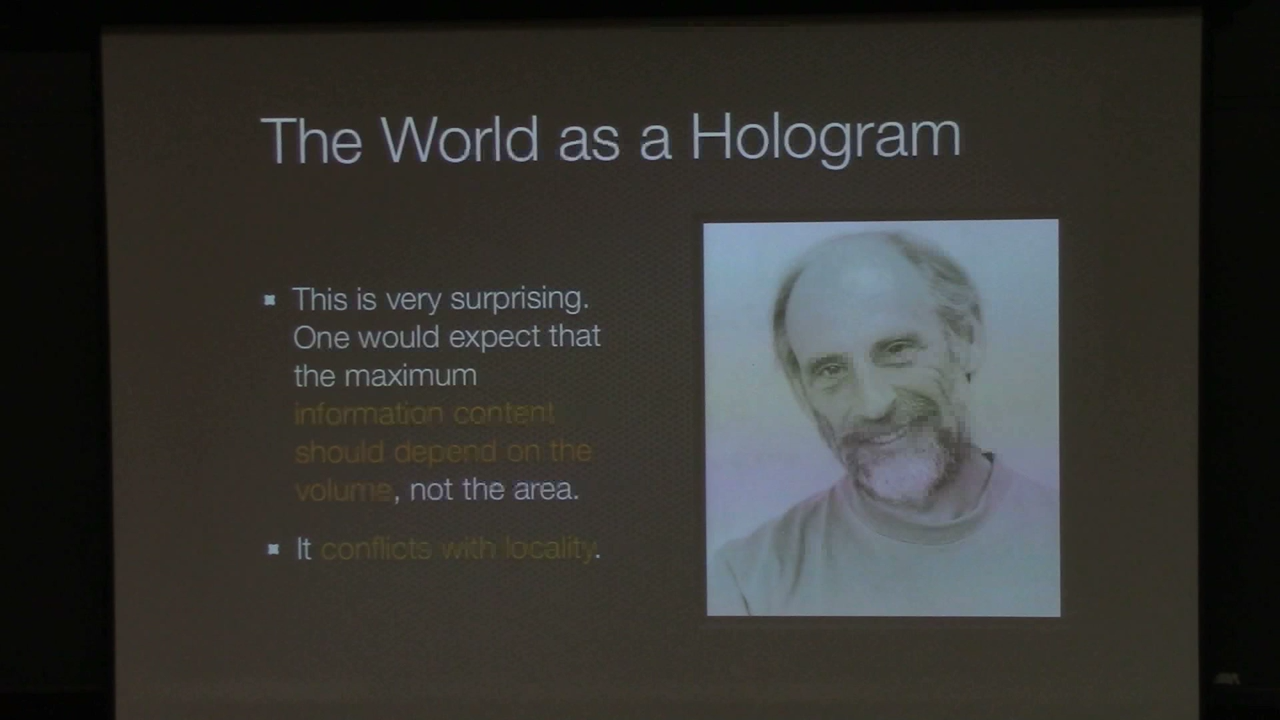 The World as a Hologram
This is very surprising.
One would expect that
the maximum
information content
should depend on the
volume, not the area.
It conflicts with locality.